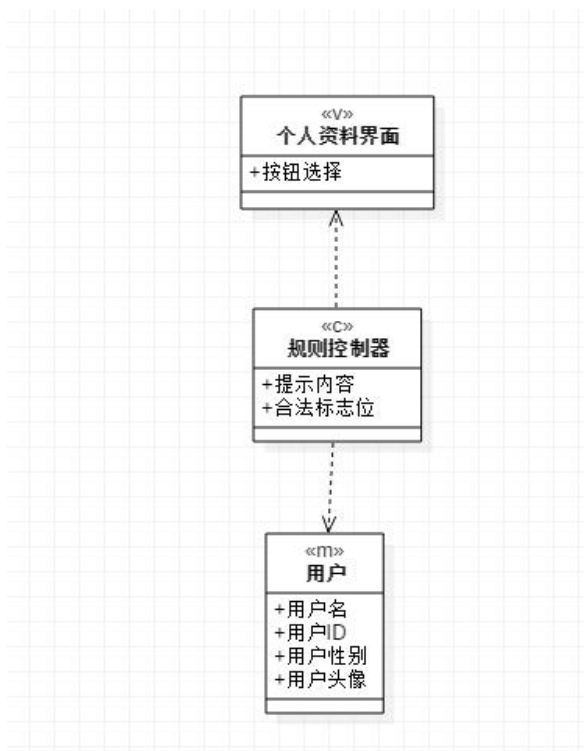 «v»
个人资料界面
+按钮选择
«c»
规则控制器
+提示内容
+合法标志位
«m»
用户
+用户名
+用户ID
+用户性别
+用户头像